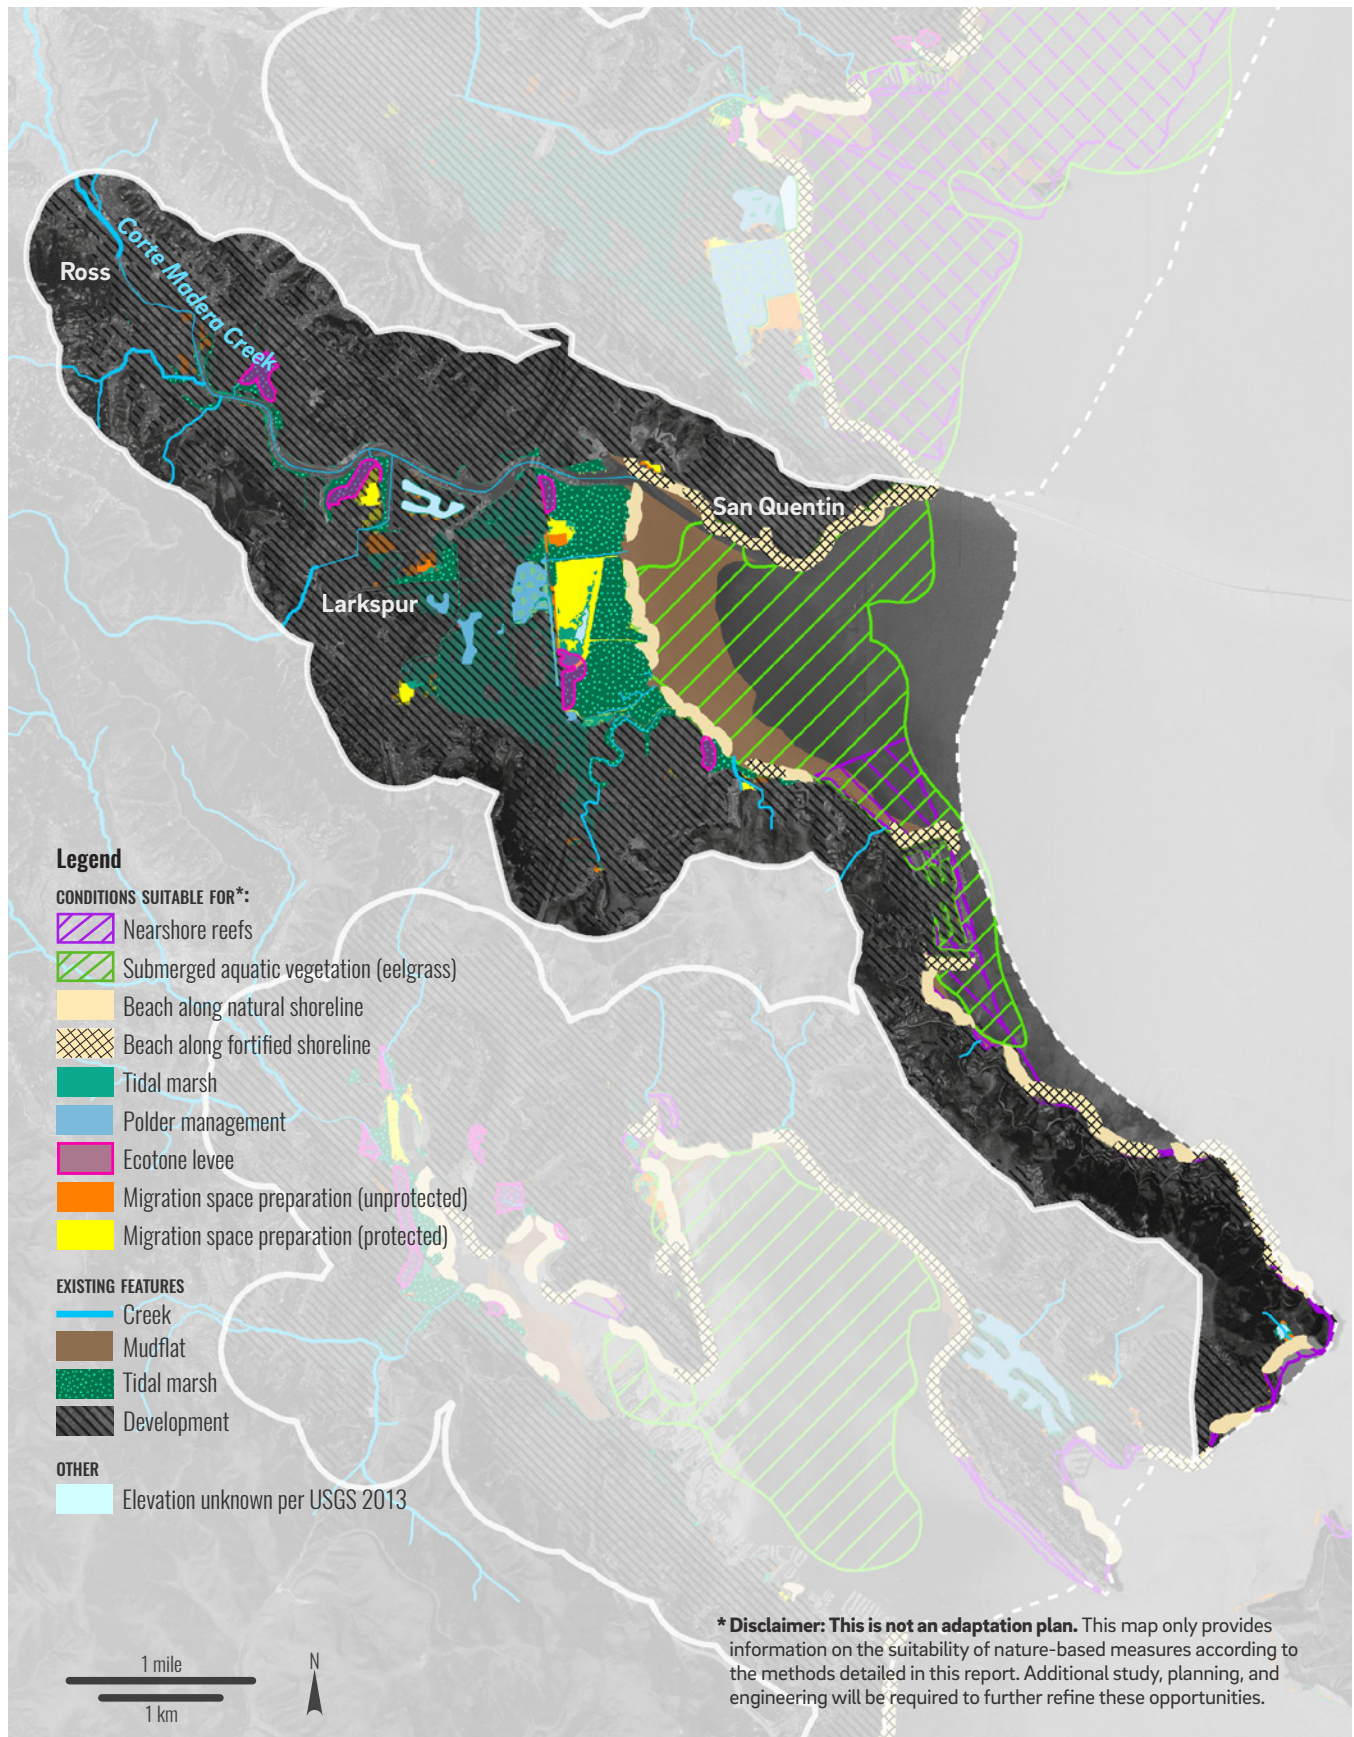 Ross
Corte Madera Creek
San Quentin
Larkspur
Legend
CONDITIONS SUITABLE FOR*:
Nearshore reefs
Submerged aquatic vegetation (eelgrass)
Beach along natural shoreline
Beach along fortified shoreline
Tidal marsh
Polder management
Ecotone levee
Migration space preparation (unprotected)
Migration space preparation (protected)
EXISTING FEATURES
Creek
Mudflat
Tidal marsh
Development
OTHER
Elevation unknown per USGS 2013
1 mile
1 km
N
* Disclaimer: This is not an adaptation plan. This map only provides
information on the suitability of nature-based measures according to
the methods detailed in this report. Additional study, planning, and
engineering will be required to further refine these opportunities.